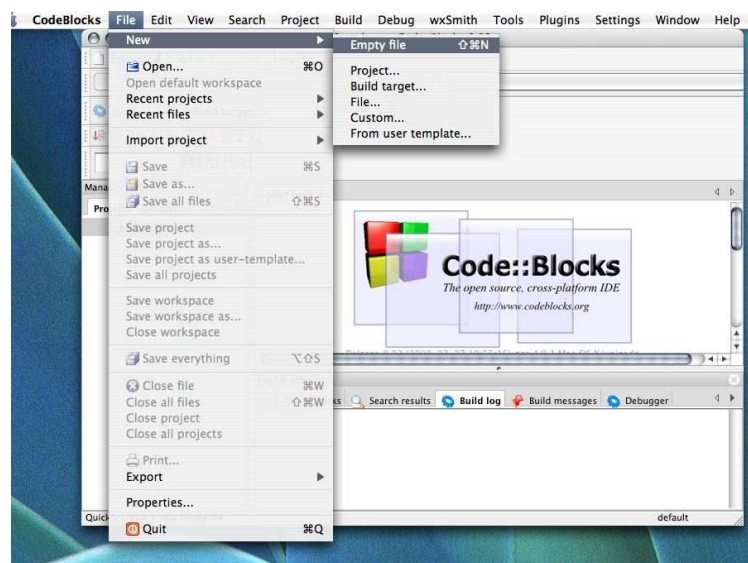 CodeBlocks File Edit View Search Project Build Debug wxSmith Tools Plugins Settings Window Help
New
Empty file ⇧⌘N
Open... ⌘O
Project...
Open default workspace
Build target...
Recent projects
File...
Recent files
Custom...
From user template...
Import project
Save ⌘S
Save as...
Save all files ⇧⌘S
Mana
Pro
Save project
Save project as...
Save project as user-template...
Save all projects
Code::Blocks
The open source, cross-platform IDE
http://www.codeblocks.org
Save workspace
Save workspace as...
Close workspace
Save everything ⌥⇧S
Close file ⌘W
Close all files ⇧⌘W
ks Search results Build log Build messages Debugger
Close project
Close all projects
Print...
Export
Properties...
Quick default
Quit ⌘Q